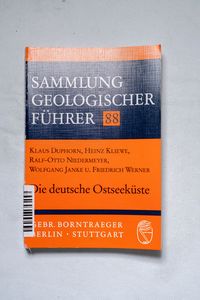 SAMMLUNG
GEOLOGISCHER
FÜHRER 88
KLAUS DUPHORN, HEINZ KLIEWE,
RALF-OTTO NIEDERMEYER,
WOLFGANG JANKE U. FRIEDRICH WERNER
Die deutsche Ostseeküste
GEBR. BORNTRAEGER
BERLIN · STUTTGART